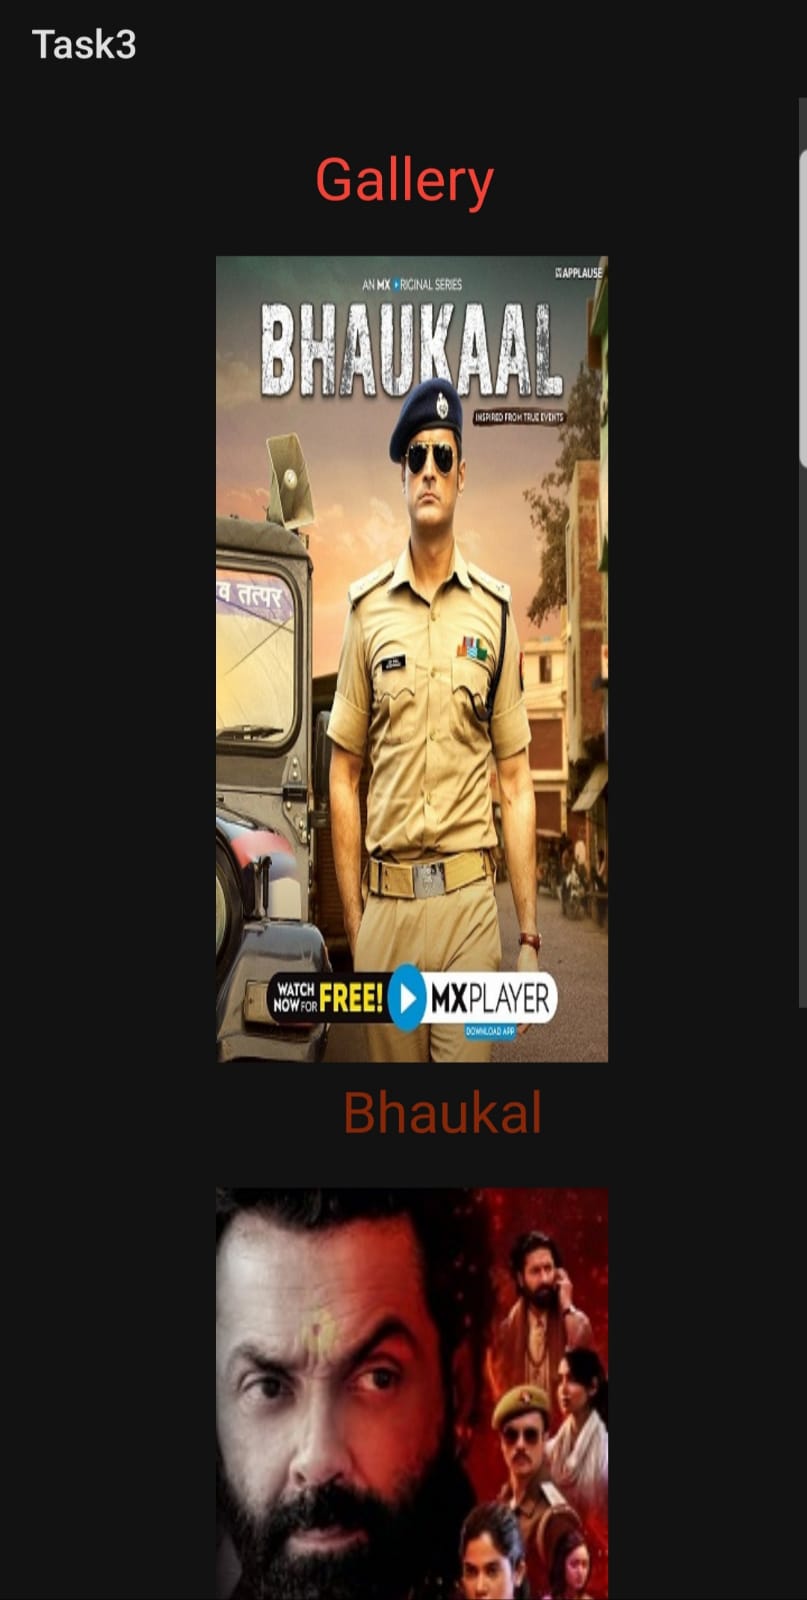 Task3
Gallery
APPLAUSE
AN MX RIGINAL SERIES
BHAUKAAL
INSPIRED FROM TRUE EVENTS
व तत्पर
WATCH NOW FOR FREE! MXPLAYER
DOWNLOAD APP
Bhaukal